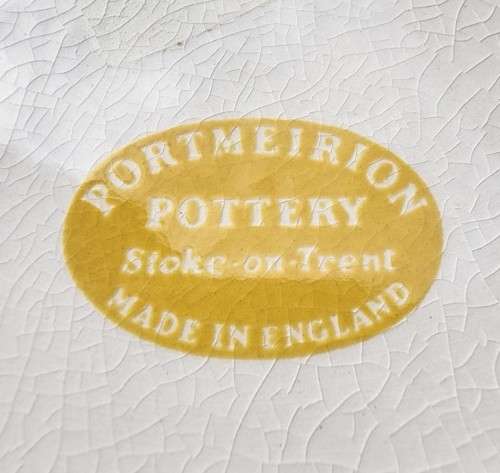 PORTMEIRION
POTTERY
Stoke-on-Trent
MADE IN ENGLAND